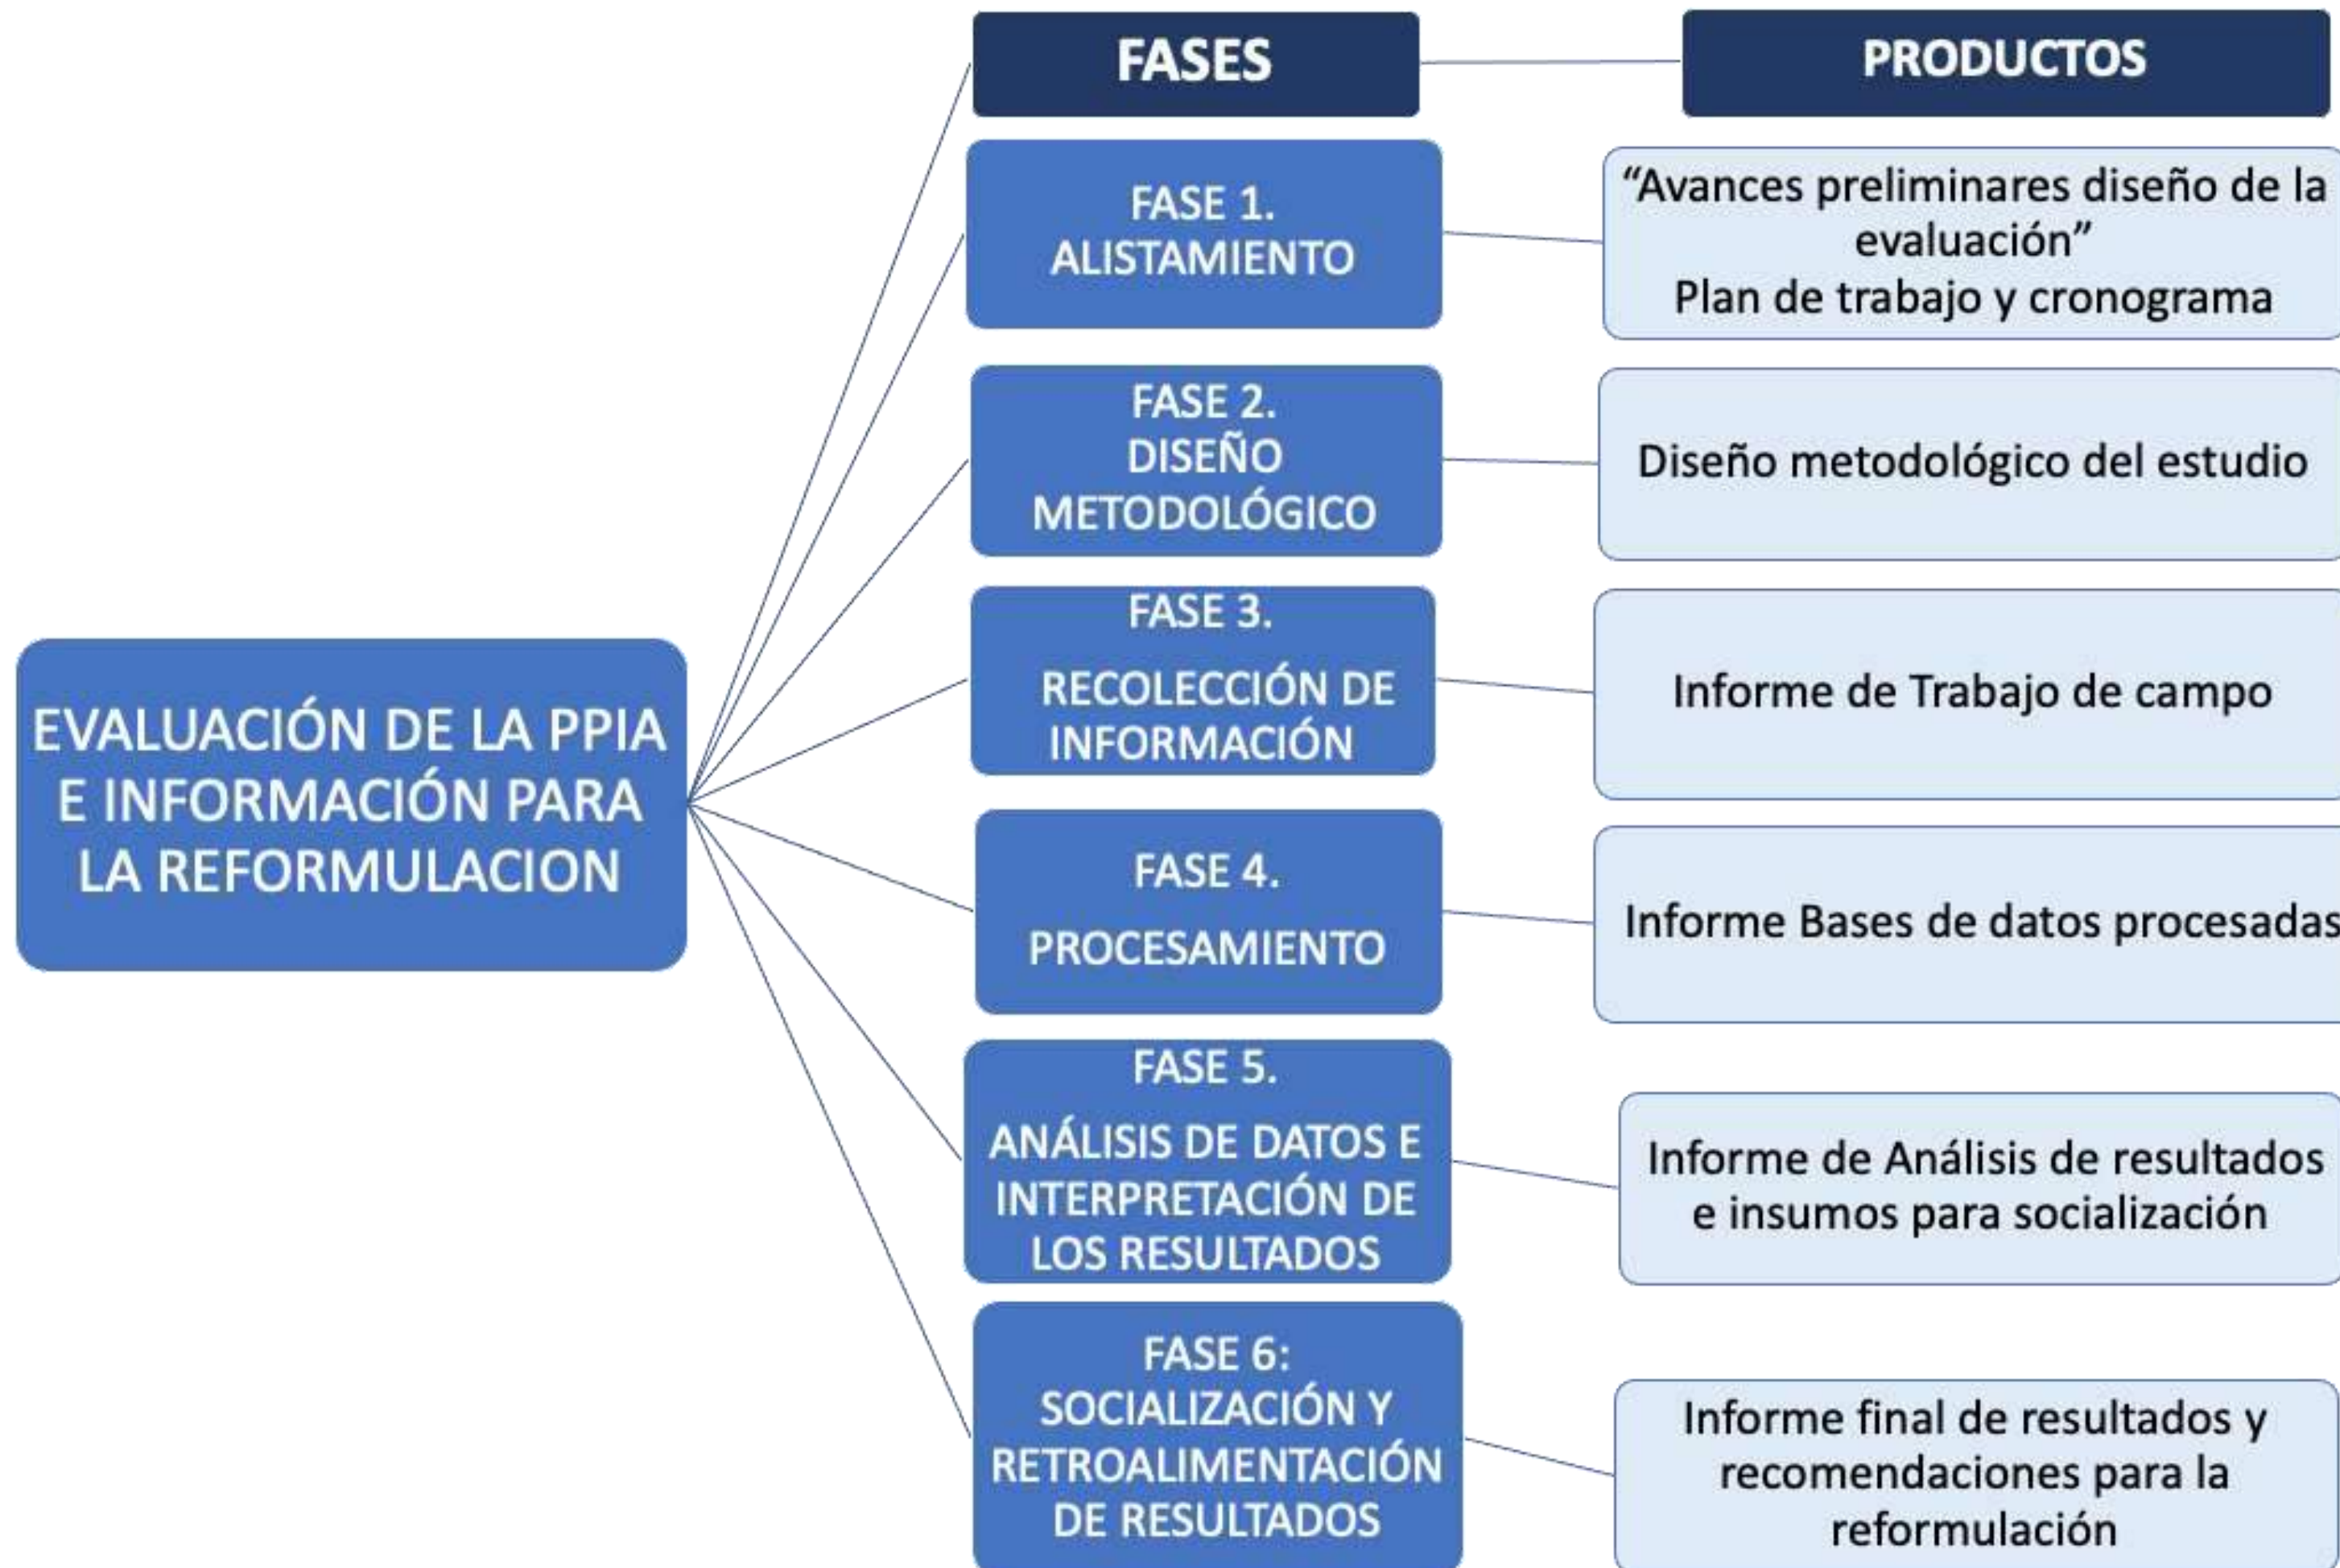 FASES
PRODUCTOS
EVALUACIÓN DE LA PPIA
E INFORMACIÓN PARA
LA REFORMULACION
FASE 1.
ALISTAMIENTO
“Avances preliminares diseño de la
evaluación”
Plan de trabajo y cronograma
FASE 2.
DISEÑO
METODOLÓGICO
Diseño metodológico del estudio
FASE 3.
RECOLECCIÓN DE
INFORMACIÓN
Informe de Trabajo de campo
FASE 4.
PROCESAMIENTO
Informe Bases de datos procesadas
FASE 5.
ANÁLISIS DE DATOS E
INTERPRETACIÓN DE
LOS RESULTADOS
Informe de Análisis de resultados
e insumos para socialización
FASE 6:
SOCIALIZACIÓN Y
RETROALIMENTACIÓN
DE RESULTADOS
Informe final de resultados y
recomendaciones para la
reformulación